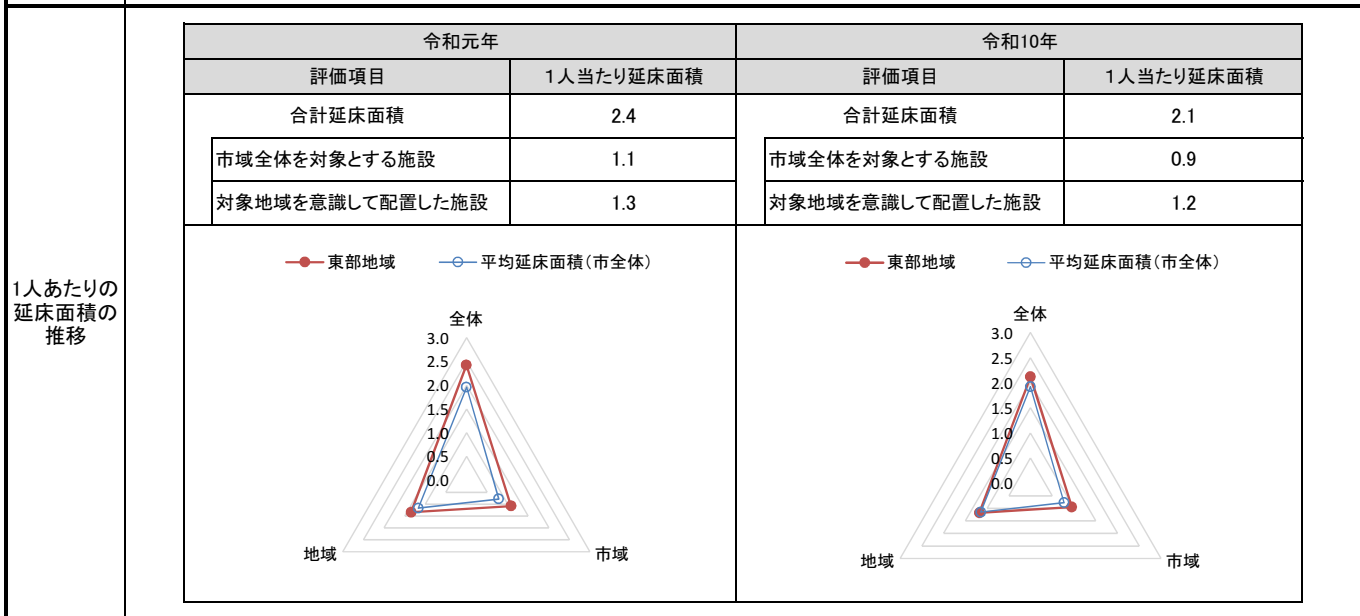 1人あたりの
延床面積の
推移
令和元年 令和10年
評価項目 1人当たり延床面積 評価項目 1人当たり延床面積
合計延床面積 2.4 合計延床面積 2.1
市域全体を対象とする施設 1.1 市域全体を対象とする施設 0.9
対象地域を意識して配置した施設 1.3 対象地域を意識して配置した施設 1.2
東部地域 平均延床面積(市全体)
全体
3.0
2.5
2.0
1.5
1.0
0.5
0.0
地域 市域
東部地域 平均延床面積(市全体)
全体
3.0
2.5
2.0
1.5
1.0
0.5
0.0
地域 市域